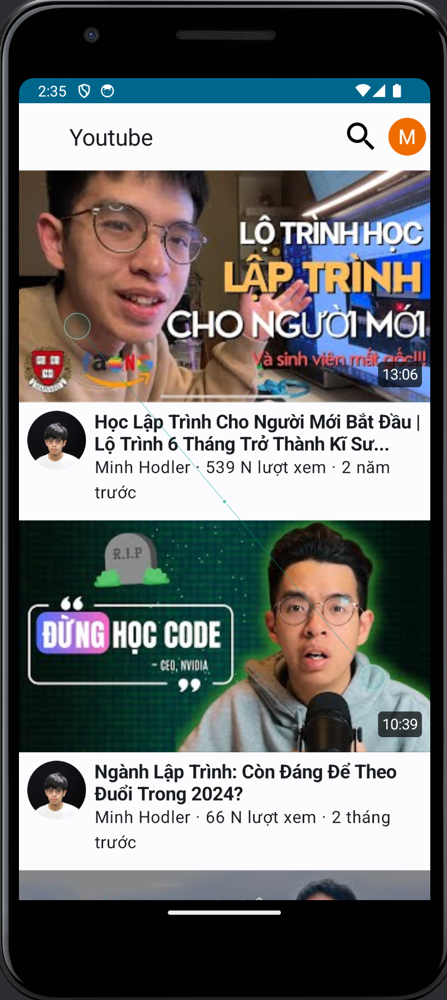 2:35
Youtube
M
LỘ TRÌNH HỌC
LẬP TRÌNH
CHO NGƯỜI MỚI
Và sinh viên mất gốc!!!
HARVARD
FAANG
13:06
Học Lập Trình Cho Người Mới Bắt Đầu |
Lộ Trình 6 Tháng Trở Thành Kĩ Sư...
Minh Hodler · 539 N lượt xem · 2 năm
trước
R.I.P
“
ĐỪNG HỌC CODE
~ CEO, NVIDIA
”
10:39
Ngành Lập Trình: Còn Đáng Để Theo
Đuổi Trong 2024?
Minh Hodler · 66 N lượt xem · 2 tháng
trước